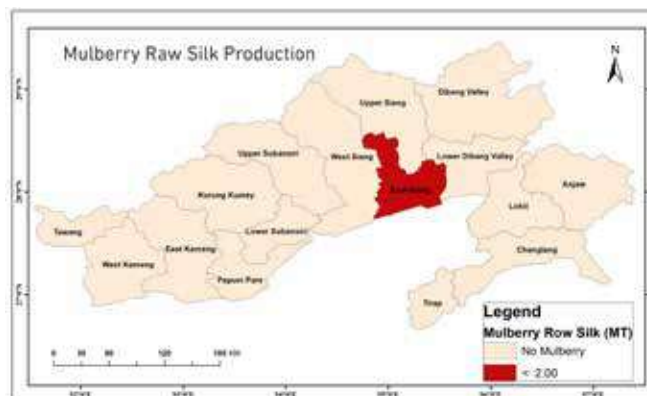 Mulberry Raw Silk Production
N
Dibang Valley
Upper Siang
Upper Subansiri
West Siang
Lower Dibang Valley
East Siang
Anjaw
Kurung Kumey
Lohit
Tawang
Lower Subansiri
East Kameng
Changlang
West Kameng
Papum Pare
Tirap
Legend
Mulberry Row Silk (MT)
No Mulberry
< 2.00